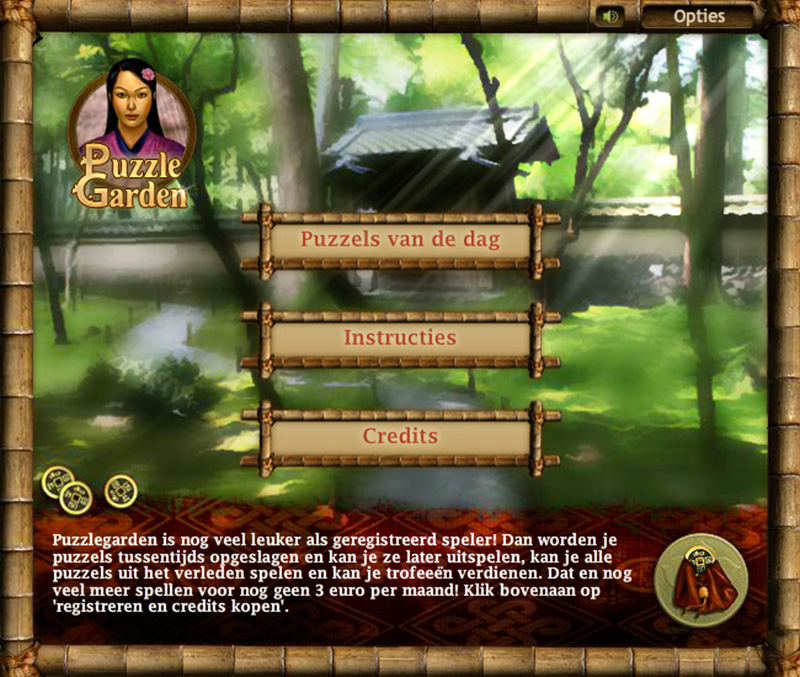 Opties
Puzzle
Garden
Puzzels van de dag
Instructies
Credits
Puzzlegarden is nog veel leuker als geregistreerd speler! Dan worden je
puzzels tussentijds opgeslagen en kan je ze later uitspelen, kan je alle
puzzels uit het verleden spelen en kan je trofeeën verdienen. Dat en nog
veel meer spellen voor nog geen 3 euro per maand! Klik bovenaan op
'registreren en credits kopen'.